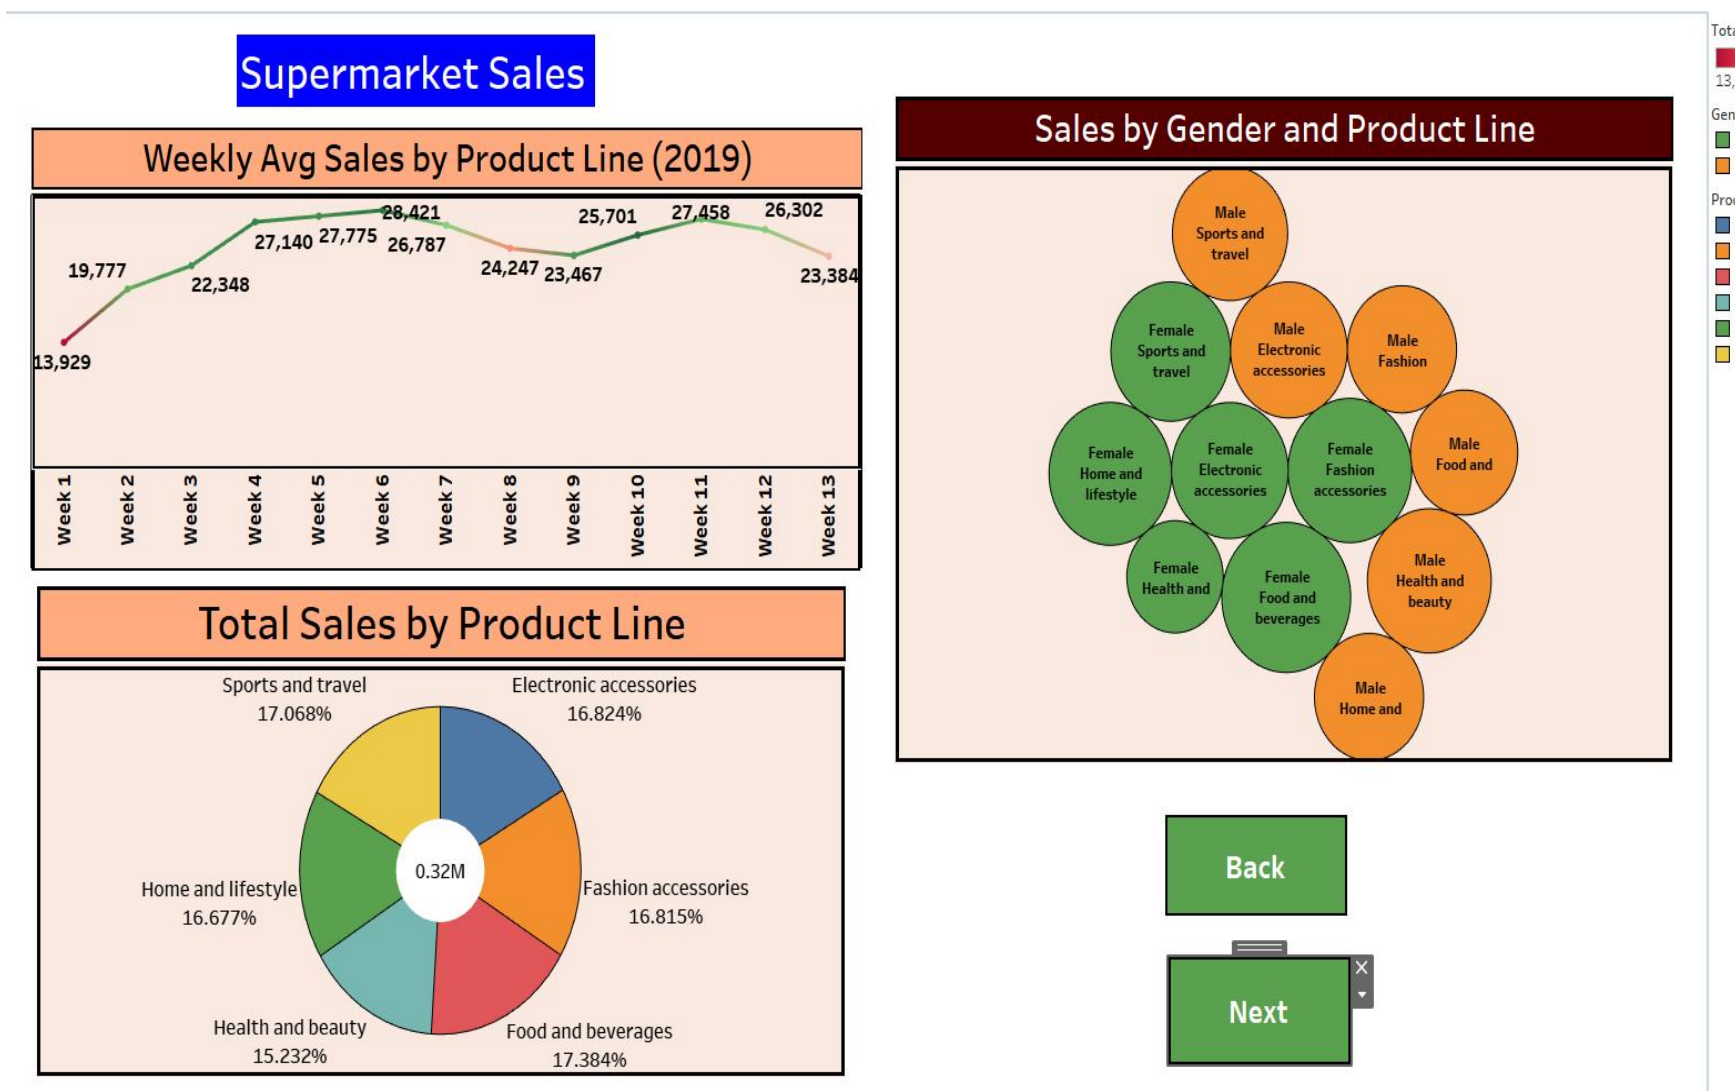 Supermarket Sales
Weekly Avg Sales by Product Line (2019)
13,929
19,777
22,348
27,140
27,775
28,421
26,787
24,247
23,467
25,701
27,458
26,302
23,384
Week 1
Week 2
Week 3
Week 4
Week 5
Week 6
Week 7
Week 8
Week 9
Week 10
Week 11
Week 12
Week 13
Total Sales by Product Line
Sports and travel
17.068%
Electronic accessories
16.824%
Home and lifestyle
16.677%
0.32M
Fashion accessories
16.815%
Health and beauty
15.232%
Food and beverages
17.384%
Sales by Gender and Product Line
Male
Sports and
travel
Female
Sports and
travel
Male
Electronic
accessories
Male
Fashion
Female
Home and
lifestyle
Female
Electronic
accessories
Female
Fashion
accessories
Male
Food and
Female
Health and
Female
Food and
beverages
Male
Health and
beauty
Male
Home and
Back
Next
Tota
13,
Gen
Proc